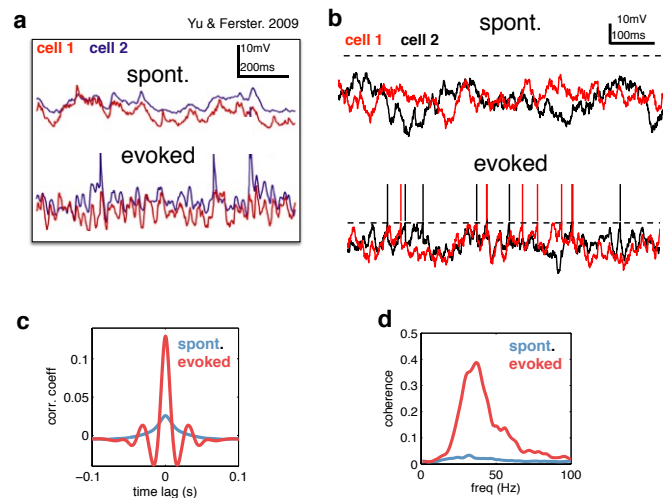 a
Yu & Ferster. 2009
cell 1 cell 2
10mV
200ms
spont.
evoked
b
spont.
10mV
100ms
cell 1 cell 2
evoked
c
spont.
evoked
0.1
0.05
0
corr. coeff
−0.1 0 0.1
time lag (s)
d
0.5
0.4
0.3
0.2
0.1
0
coherence
spont.
evoked
0 50 100
freq (Hz)